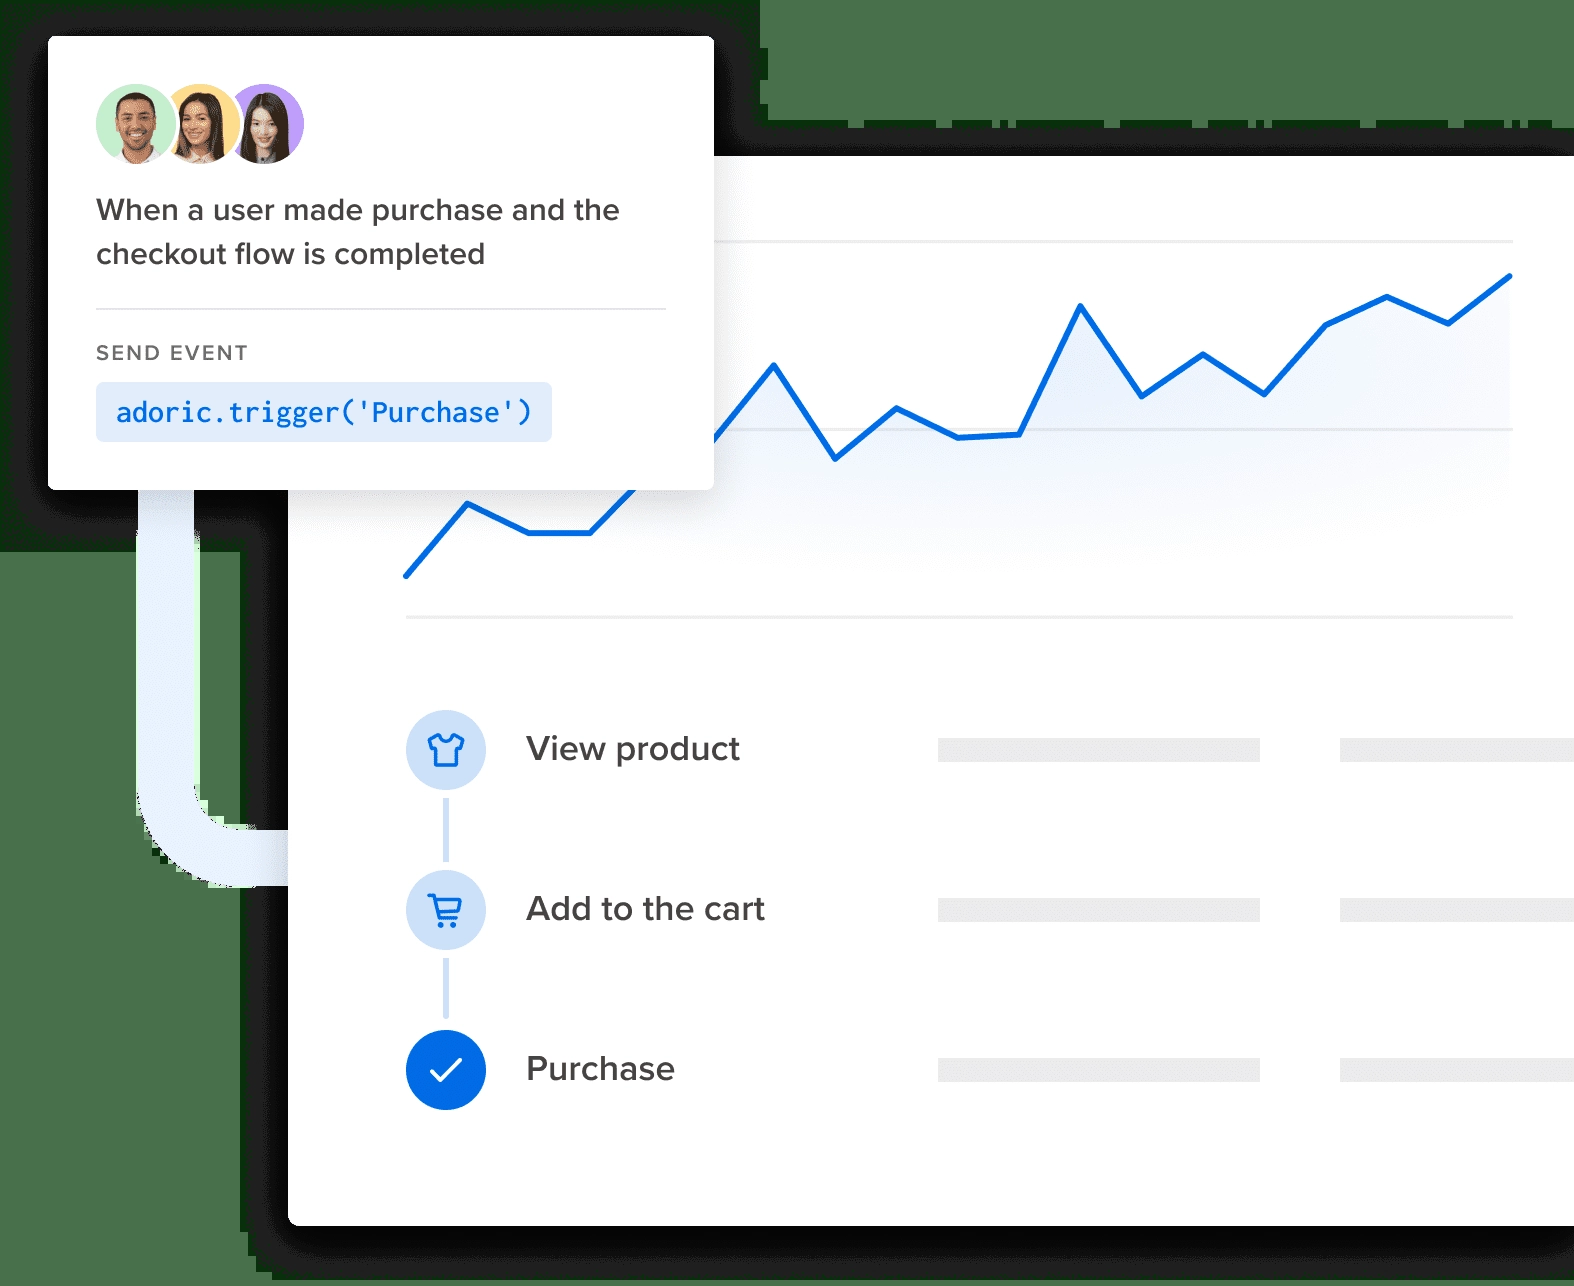 When a user made purchase and the
checkout flow is completed
SEND EVENT
adoric.trigger('Purchase')
View product
Add to the cart
Purchase